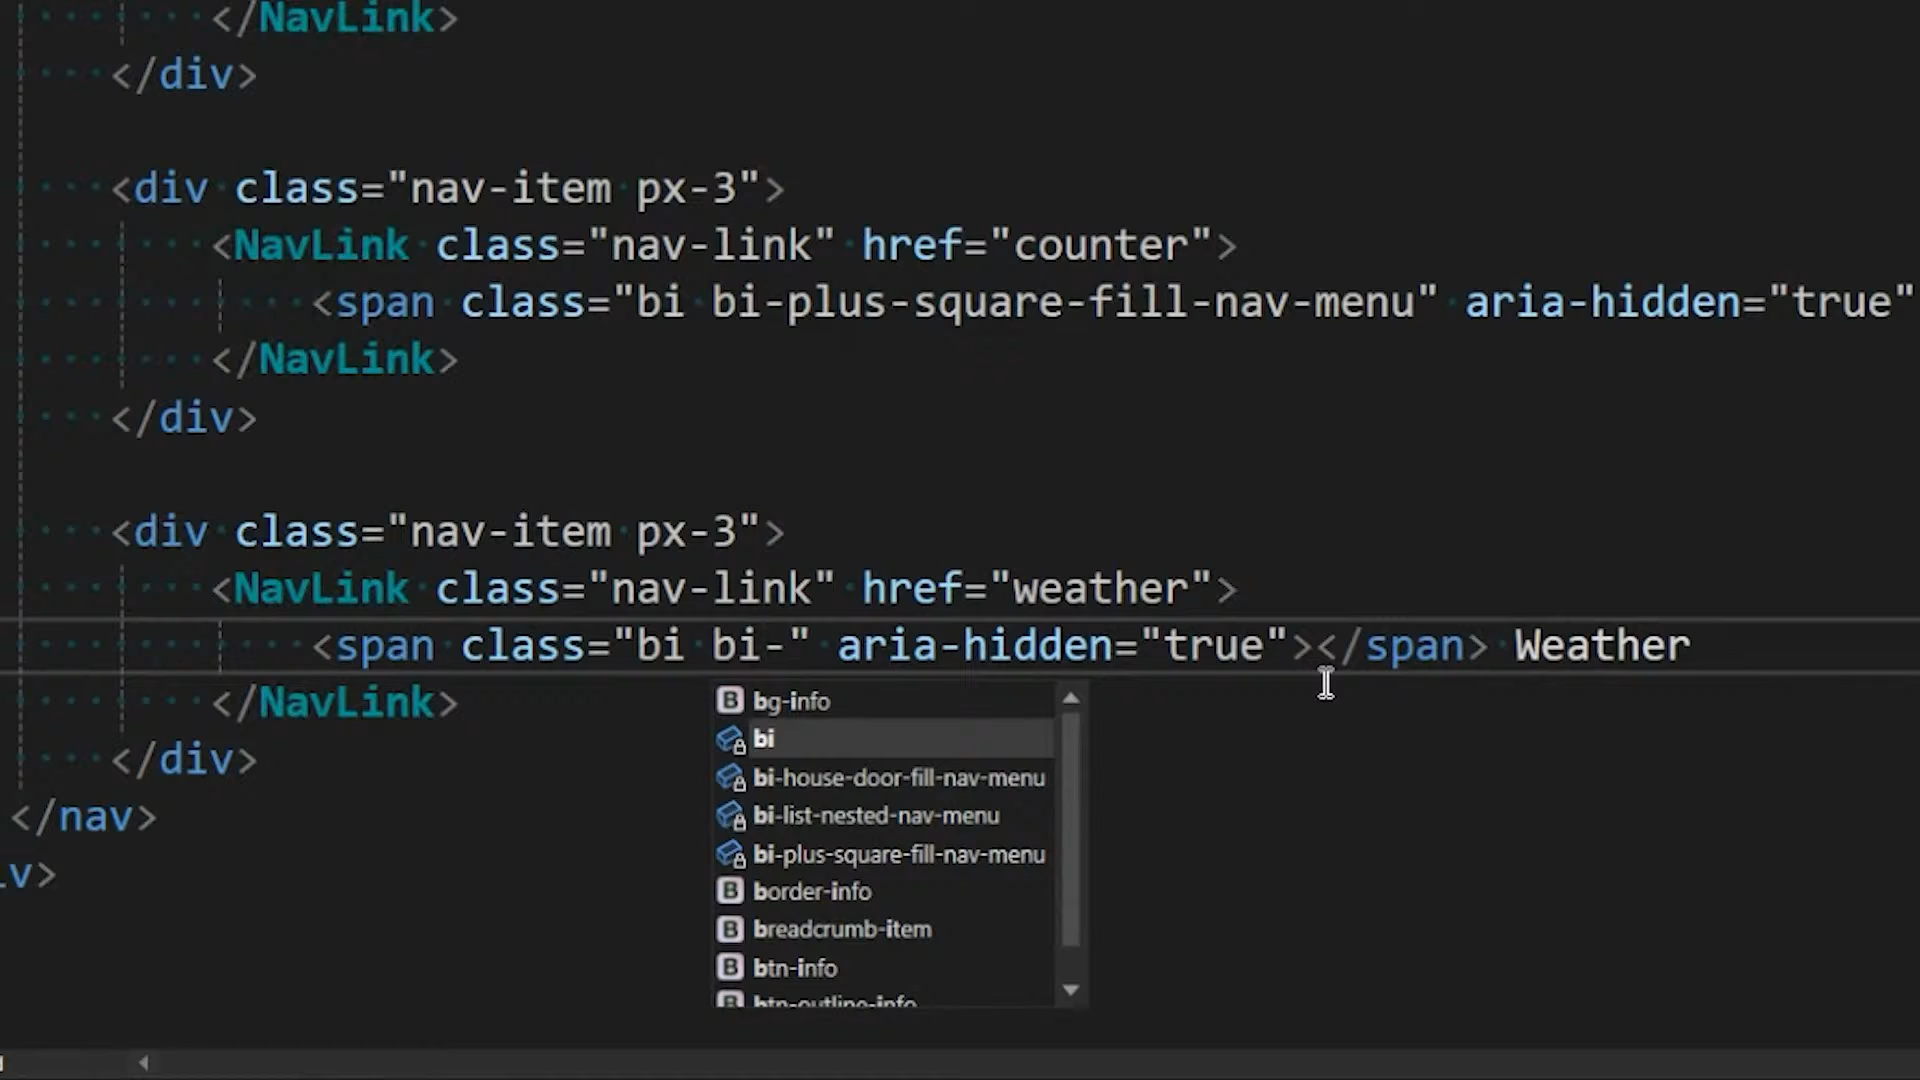 </NavLink>
</div>
<div class="nav-item px-3">
<NavLink class="nav-link" href="counter">
<span class="bi bi-plus-square-fill-nav-menu" aria-hidden="true"
</NavLink>
</div>
<div class="nav-item px-3">
<NavLink class="nav-link" href="weather">
<span class="bi bi-" aria-hidden="true"></span> Weather
</NavLink>
</div>
</nav>
iv>
bg-info
bi
bi-house-door-fill-nav-menu
bi-list-nested-nav-menu
bi-plus-square-fill-nav-menu
border-info
breadcrumb-item
btn-info
btn-outline-info